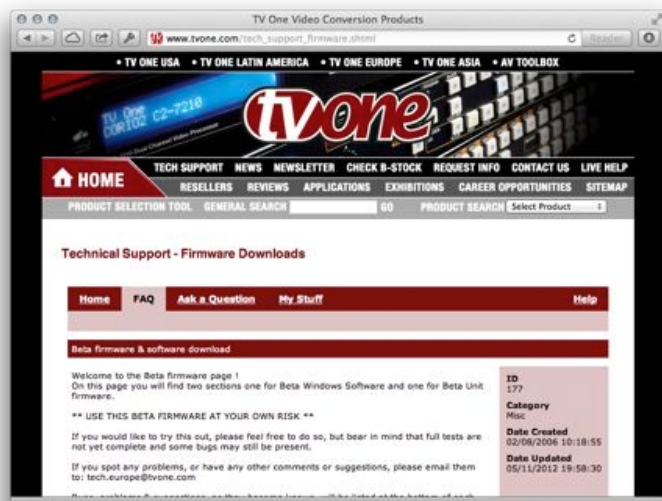 TV One Video Conversion Products
www.tvone.com/tech_support_firmware.shtml
Reader
• TV ONE USA • TV ONE LATIN AMERICA • TV ONE EUROPE • TV ONE ASIA • AV TOOLBOX
TV One
CORIO2 C2-7210
tvone
HOME
TECH SUPPORT NEWS NEWSLETTER CHECK B-STOCK REQUEST INFO CONTACT US LIVE HELP
RESELLERS REVIEWS APPLICATIONS EXHIBITIONS CAREER OPPORTUNITIES SITEMAP
PRODUCT SELECTION TOOL GENERAL SEARCH GO PRODUCT SEARCH Select Product
Technical Support - Firmware Downloads
Home FAQ Ask a Question My Stuff Help
Beta firmware & software download
Welcome to the Beta firmware page !
On this page you will find two sections one for Beta Windows Software and one for Beta Unit
firmware.
** USE THIS BETA FIRMWARE AT YOUR OWN RISK **
If you would like to try this out, please feel free to do so, but bear in mind that full tests are
not yet complete and some bugs may still be present.
If you spot any problems, or have any other comments or suggestions, please email them
to: tech.europe@tvone.com
ID
177
Category
Misc
Date Created
02/08/2006 10:18:55
Date Updated
05/11/2012 19:58:30